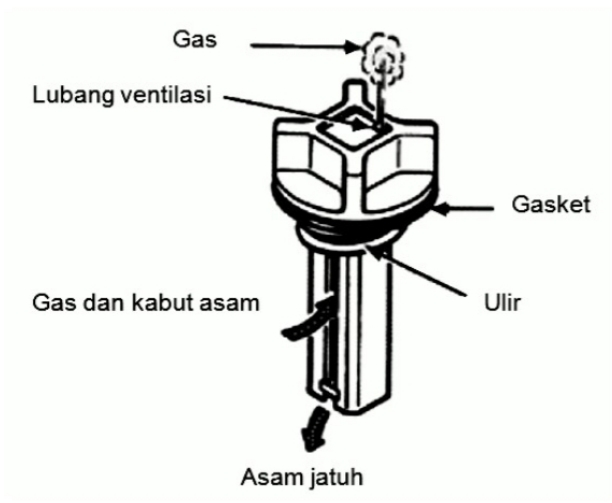 Gas
Lubang ventilasi
Gasket
Gas dan kabut asam
Ulir
Asam jatuh